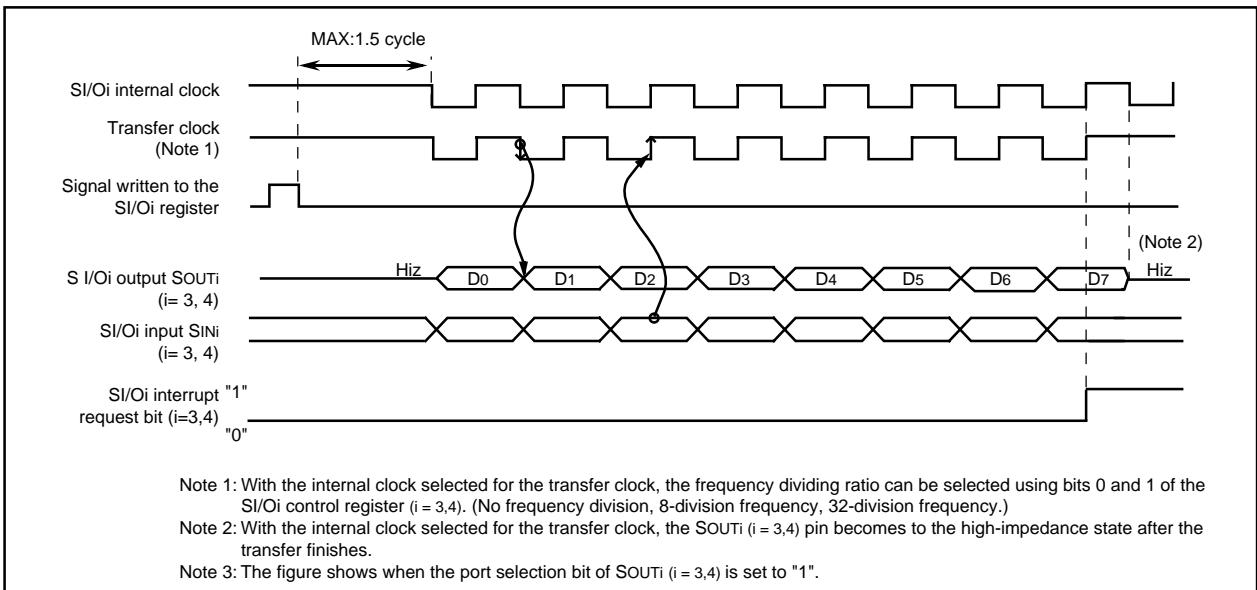 MAX:1.5 cycle
SI/Oi internal clock
Transfer clock
(Note 1)
Signal written to the
SI/Oi register
(Note 2)
S I/Oi output SOUTi
(i= 3, 4)
Hiz
D0
D1
D2
D3
D4
D5
D6
D7
Hiz
SI/Oi input SINi
(i= 3, 4)
SI/Oi interrupt
request bit (i=3,4)
"1"
"0"
Note 1: With the internal clock selected for the transfer clock, the frequency dividing ratio can be selected using bits 0 and 1 of the
SI/Oi control register (i = 3,4). (No frequency division, 8-division frequency, 32-division frequency.)
Note 2: With the internal clock selected for the transfer clock, the SOUTi (i = 3,4) pin becomes to the high-impedance state after the
transfer finishes.
Note 3: The figure shows when the port selection bit of SOUTi (i = 3,4) is set to "1".